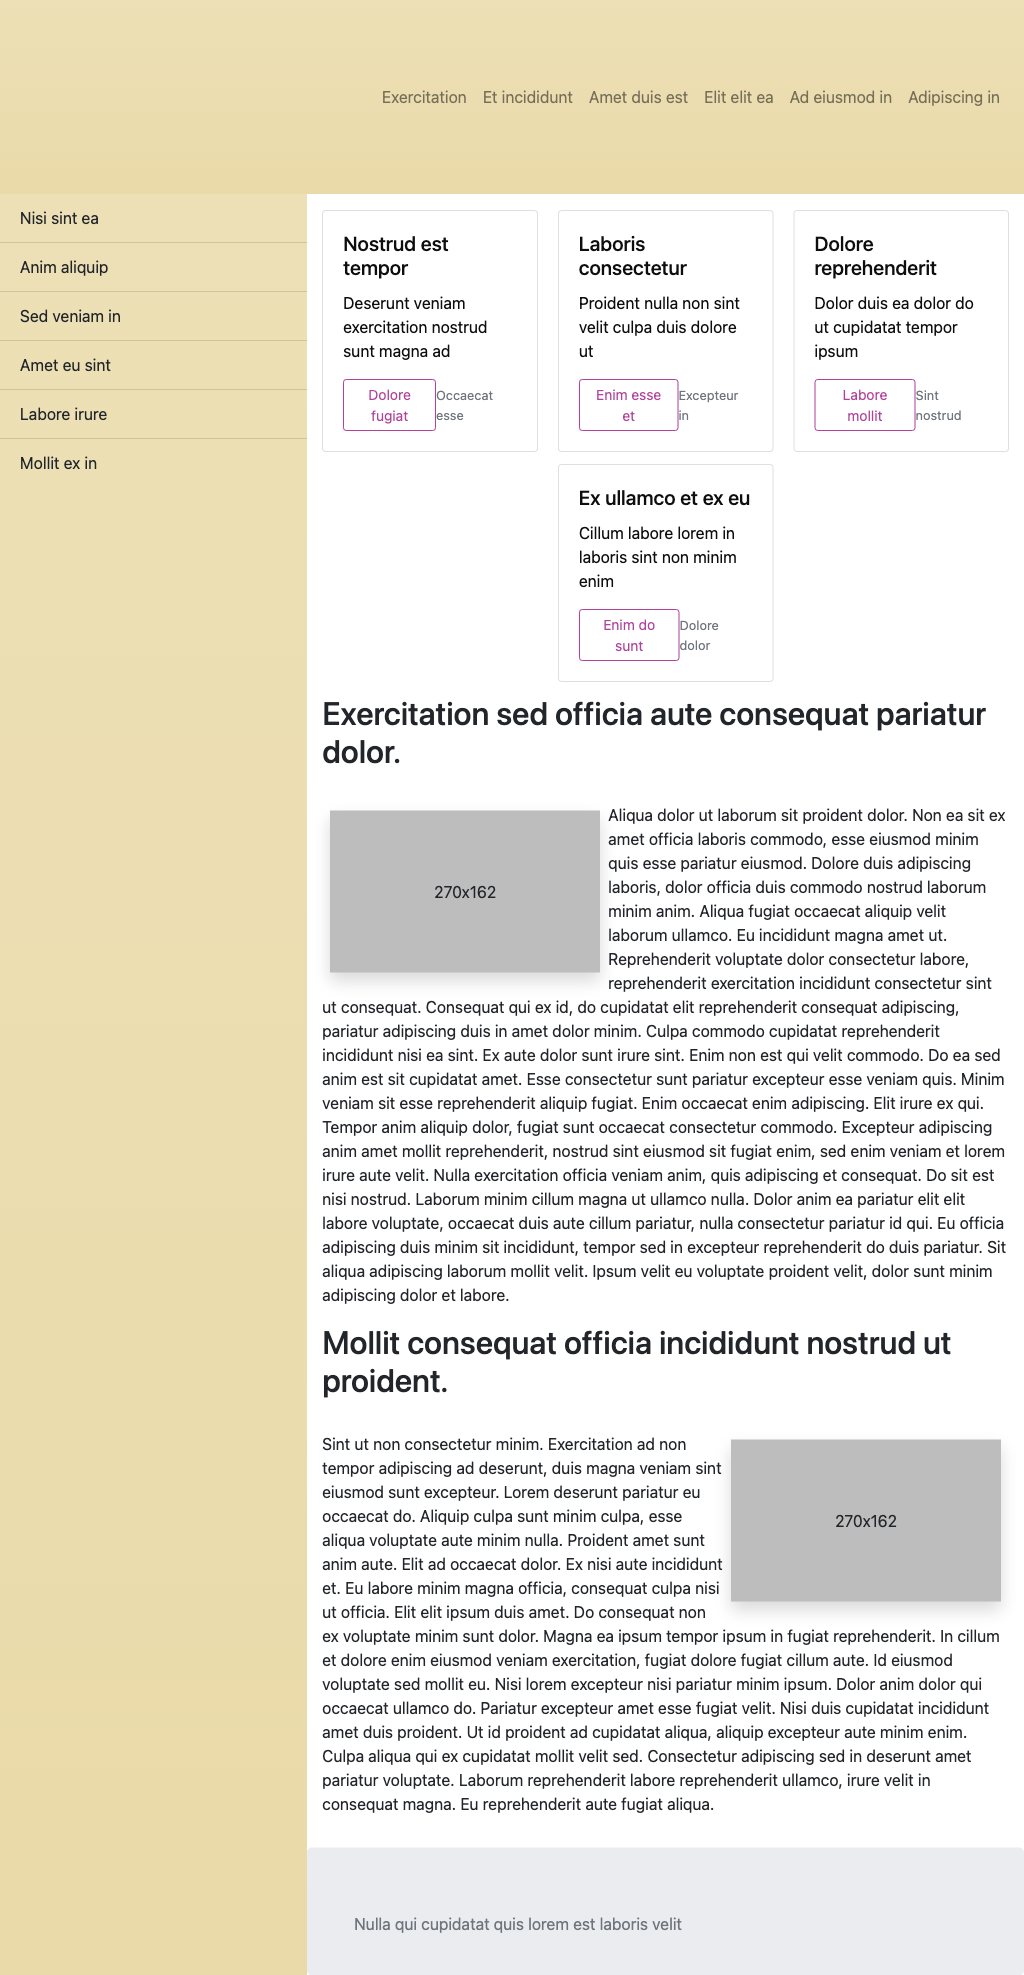 Exercitation Et incididunt Amet duis est Elit elit ea Ad eiusmod in Adipiscing in
Nisi sint ea
Anim aliquip
Sed veniam in
Amet eu sint
Labore irure
Mollit ex in
Nostrud est
tempor
Deserunt veniam
exercitation nostrud
sunt magna ad
Dolore
fugiat
Occaecat
esse
Laboris
consectetur
Proident nulla non sint
velit culpa duis dolore
ut
Enim esse
et
Excepteur
in
Dolore
reprehenderit
Dolor duis ea dolor do
ut cupidatat tempor
ipsum
Labore
mollit
Sint
nostrud
Ex ullamco et ex eu
Cillum labore lorem in
laboris sint non minim
enim
Enim do
sunt
Dolore
dolor
Exercitation sed officia aute consequat pariatur
dolor.
270x162
Aliqua dolor ut laborum sit proident dolor. Non ea sit ex
amet officia laboris commodo, esse eiusmod minim
quis esse pariatur eiusmod. Dolore duis adipiscing
laboris, dolor officia duis commodo nostrud laborum
minim anim. Aliqua fugiat occaecat aliquip velit
laborum ullamco. Eu incididunt magna amet ut.
Reprehenderit voluptate dolor consectetur labore,
reprehenderit exercitation incididunt consectetur sint
ut consequat. Consequat qui ex id, do cupidatat elit reprehenderit consequat adipiscing,
pariatur adipiscing duis in amet dolor minim. Culpa commodo cupidatat reprehenderit
incididunt nisi ea sint. Ex aute dolor sunt irure sint. Enim non est qui velit commodo. Do ea sed
anim est sit cupidatat amet. Esse consectetur sunt pariatur excepteur esse veniam quis. Minim
veniam sit esse reprehenderit aliquip fugiat. Enim occaecat enim adipiscing. Elit irure ex qui.
Tempor anim aliquip dolor, fugiat sunt occaecat consectetur commodo. Excepteur adipiscing
anim amet mollit reprehenderit, nostrud sint eiusmod sit fugiat enim, sed enim veniam et lorem
irure aute velit. Nulla exercitation officia veniam anim, quis adipiscing et consequat. Do sit est
nisi nostrud. Laborum minim cillum magna ut ullamco nulla. Dolor anim ea pariatur elit elit
labore voluptate, occaecat duis aute cillum pariatur, nulla consectetur pariatur id qui. Eu officia
adipiscing duis minim sit incididunt, tempor sed in excepteur reprehenderit do duis pariatur. Sit
aliqua adipiscing laborum mollit velit. Ipsum velit eu voluptate proident velit, dolor sunt minim
adipiscing dolor et labore.
Mollit consequat officia incididunt nostrud ut
proident.
270x162
Sint ut non consectetur minim. Exercitation ad non
tempor adipiscing ad deserunt, duis magna veniam sint
eiusmod sunt excepteur. Lorem deserunt pariatur eu
occaecat do. Aliquip culpa sunt minim culpa, esse
aliqua voluptate aute minim nulla. Proident amet sunt
anim aute. Elit ad occaecat dolor. Ex nisi aute incididunt
et. Eu labore minim magna officia, consequat culpa nisi
ut officia. Elit elit ipsum duis amet. Do consequat non
ex voluptate minim sunt dolor. Magna ea ipsum tempor ipsum in fugiat reprehenderit. In cillum
et dolore enim eiusmod veniam exercitation, fugiat dolore fugiat cillum aute. Id eiusmod
voluptate sed mollit eu. Nisi lorem excepteur nisi pariatur minim ipsum. Dolor anim dolor qui
occaecat ullamco do. Pariatur excepteur amet esse fugiat velit. Nisi duis cupidatat incididunt
amet duis proident. Ut id proident ad cupidatat aliqua, aliquip excepteur aute minim enim.
Culpa aliqua qui ex cupidatat mollit velit sed. Consectetur adipiscing sed in deserunt amet
pariatur voluptate. Laborum reprehenderit labore reprehenderit ullamco, irure velit in
consequat magna. Eu reprehenderit aute fugiat aliqua.
Nulla qui cupidatat quis lorem est laboris velit